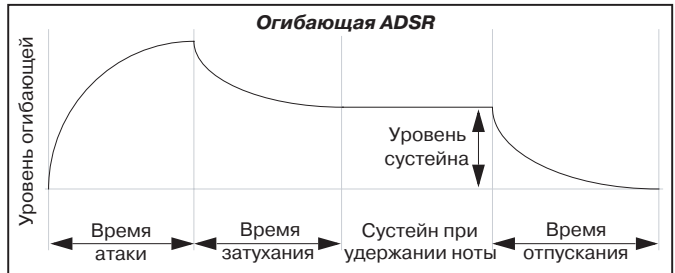 Огибающая ADSR
Уровень огибающей
Уровень
сустейна
Время
атаки
Время
затухания
Сустейн при
удержании ноты
Время
отпускания